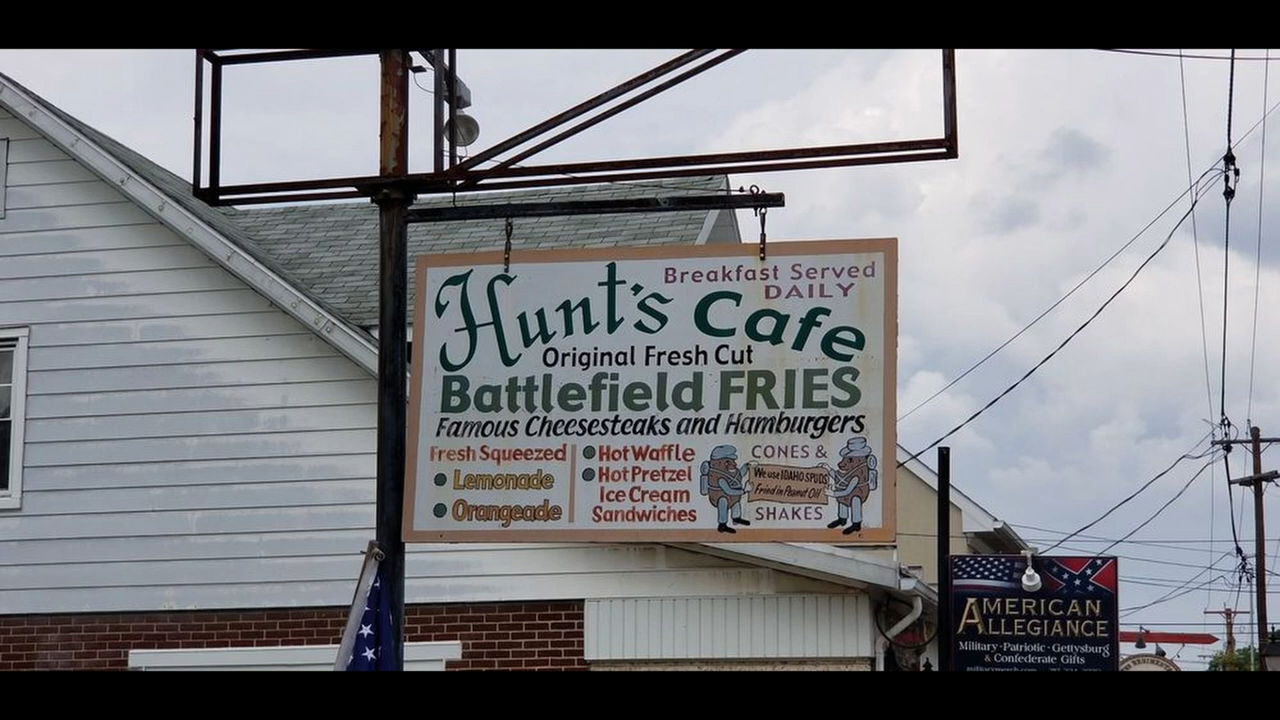 Breakfast Served
DAILY
Hunt's Cafe
Original Fresh Cut
Battlefield FRIES
Famous Cheesesteaks and Hamburgers
Fresh Squeezed
Lemonade
Orangeade
Hot Waffle
Hot Pretzel
Ice Cream
Sandwiches
CONES &
We use IDAHO SPUDS
Fried in Peanut Oil
SHAKES
AMERICAN
ALLEGIANCE
Military · Patriotic · Gettysburg
& Confederate Gifts